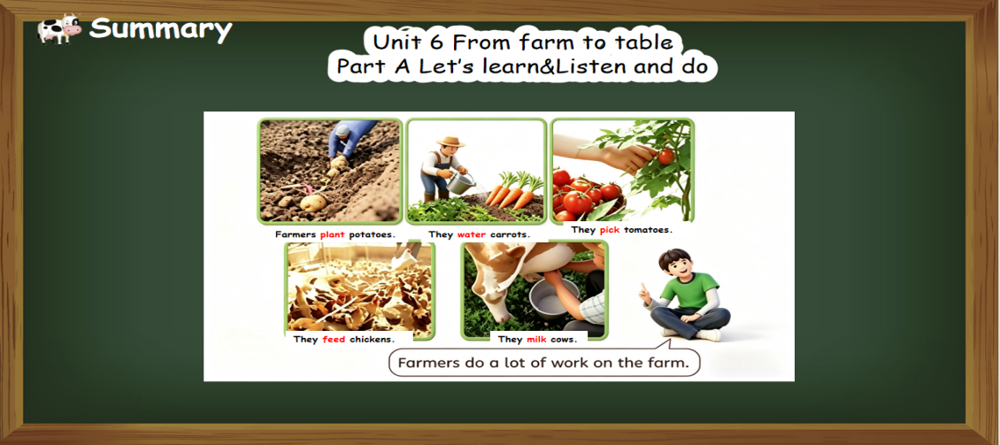 Summary
Unit 6 From farm to table
Part A Let's learn&Listen and do
Farmers plant potatoes.
They water carrots.
They pick tomatoes.
They feed chickens.
They milk cows.
Farmers do a lot of work on the farm.